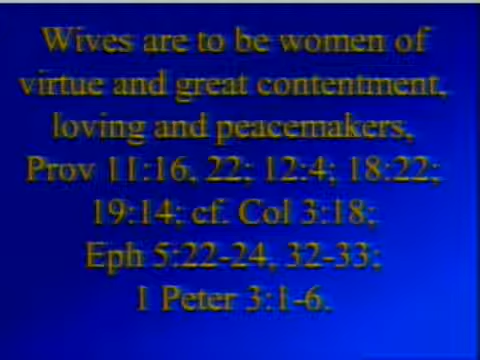 Wives are to be women of
virtue and great contentment,
loving and peacemakers,
Prov 11:16, 22; 12:4; 18:22;
19:14; cf. Col 3:18;
Eph 5:22-24, 32-33;
1 Peter 3:1-6.